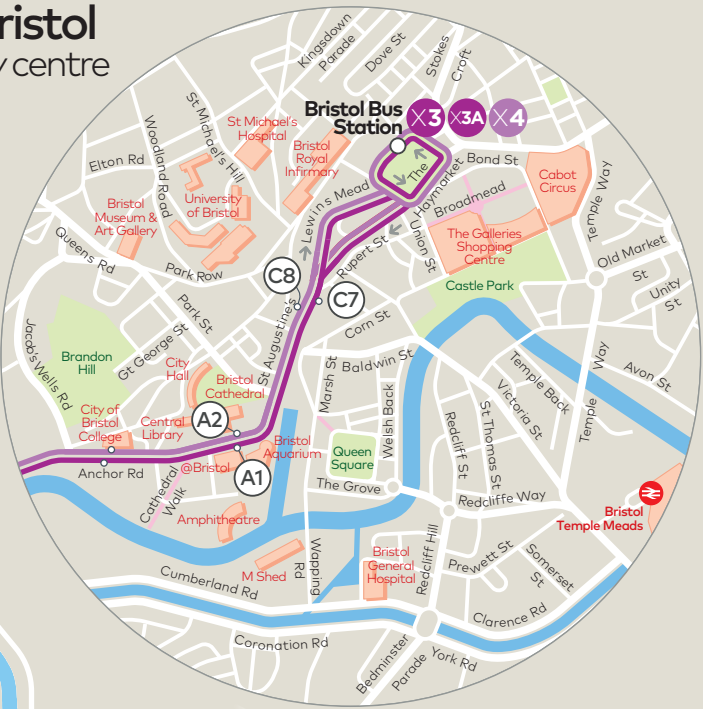 ristol
y centre
Kingsdown
Parade
Dove St
Stokes
Croft
Bristol Bus
Station
X3
X3A
X4
St Michael's
Hospital
Bristol
Royal
Infirmary
Woodland Road
St Michael's Hill
Elton Rd
University
of Bristol
Bristol
Museum &
Art Gallery
Queens Rd
Park Row
Lewins Mead
The
Haymarket
Bond St
Broadmead
Cabot
Circus
Temple Way
The Galleries
Shopping
Centre
Union St
Rupert St
Castle Park
Old Market
St
Unity
St
C8
C7
Park St
St Augustine's
Corn St
Jacob's Wells Rd
Brandon
Hill
Gt George St
City
Hall
Bristol
Cathedral
Baldwin St
Marsh St
Welsh Back
Temple Back
Victoria St
Temple
Way
Avon St
City of
Bristol
College
Central
Library
A2
A1
@Bristol
Bristol
Aquarium
Queen
Square
Redcliff St
St Thomas St
Anchor Rd
Cathedral
Walk
Amphitheatre
The Grove
Redcliffe Way
Bristol
Temple Meads
M Shed
Wapping
Rd
Bristol
General
Hospital
Redcliff Hill
Prewett St
Somerset
St
Cumberland Rd
Clarence Rd
Coronation Rd
Bedminster
Parade
York Rd